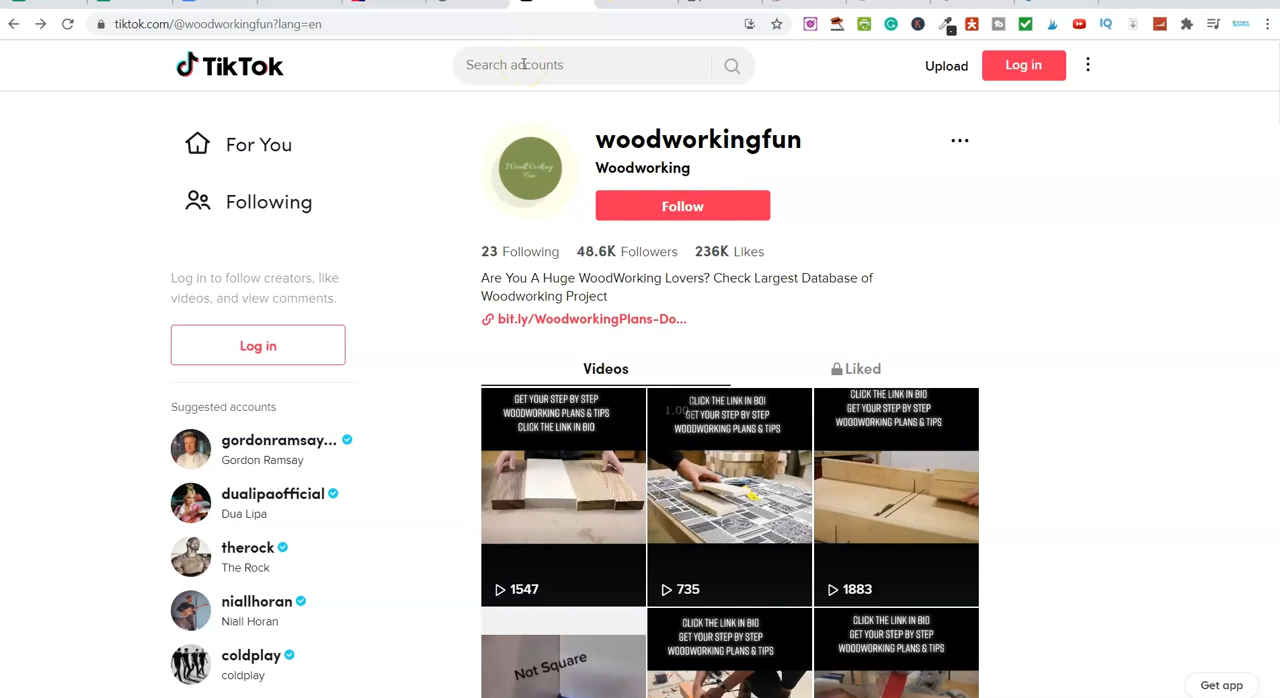 tiktok.com/@woodworkingfun?lang=en
TikTok
Search accounts
Upload
Log in
For You
Following
woodworkingfun
Woodworking
Follow
23 Following 48.6K Followers 236K Likes
Are You A Huge WoodWorking Lovers? Check Largest Database of
Woodworking Project
bit.ly/WoodworkingPlans-Do...
Log in to follow creators, like
videos, and view comments.
Log in
Suggested accounts
gordonramsay...
Gordon Ramsay
dualipaofficial
Dua Lipa
therock
The Rock
niallhoran
Niall Horan
coldplay
coldplay
Videos
Liked
GET YOUR STEP BY STEP
WOODWORKING PLANS & TIPS
CLICK THE LINK IN BIO
1547
1.00
CLICK THE LINK IN BOI
GET YOUR STEP BY STEP
WOODWORKING PLANS & TIPS
735
CLICK THE LINK IN BIO
GET YOUR STEP BY STEP
WOODWORKING PLANS & TIPS
1883
Not Square
CLICK THE LINK IN BIO
GET YOUR STEP BY STEP
WOODWORKING PLANS & TIPS
CLICK THE LINK IN BIO
GET YOUR STEP BY STEP
WOODWORKING PLANS & TIPS
Get app